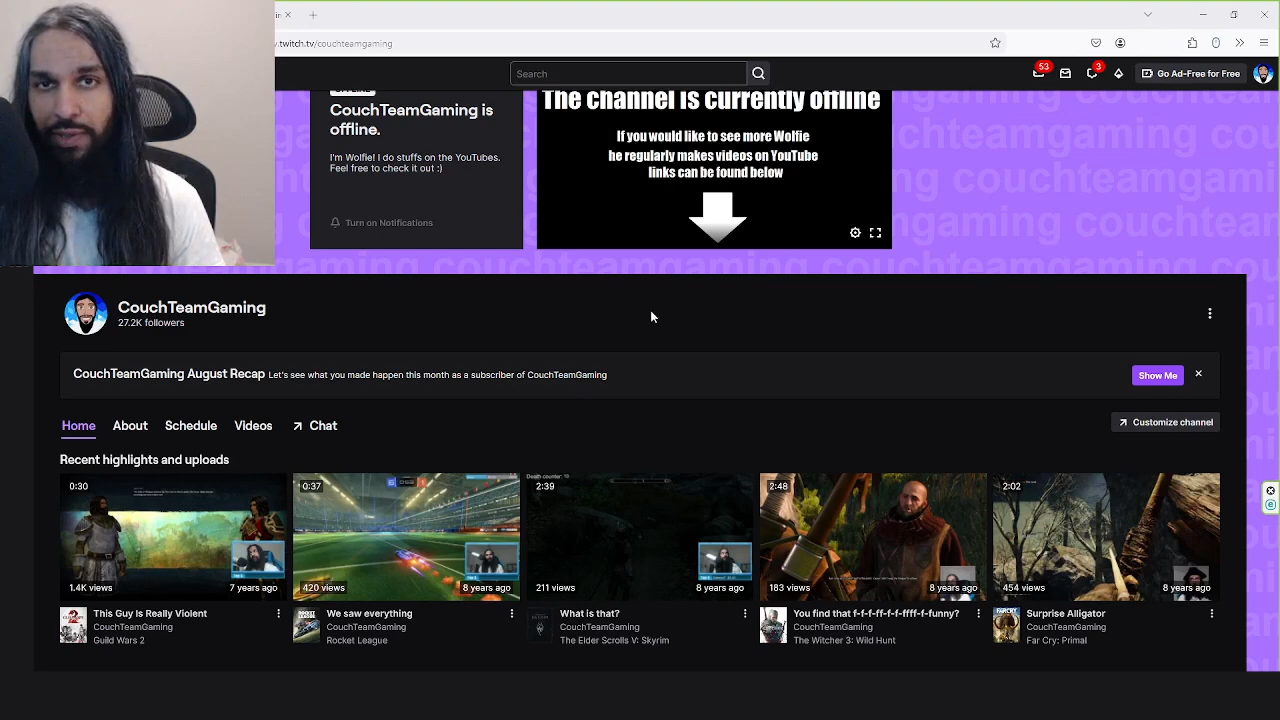 .twitch.tv/couchteamgaming
Search
53
3
Go Ad-Free for Free
CouchTeamGaming is
offline.
I'm Wolfie! I do stuffs on the YouTubes.
Feel free to check it out :)
Turn on Notifications
The channel is currently offline
If you would like to see more Wolfie
he regularly makes videos on YouTube
links can be found below
couchteamgaming
CouchTeamGaming
27.2K followers
CouchTeamGaming August Recap Let's see what you made happen this month as a subscriber of CouchTeamGaming
Show Me
Home About Schedule Videos Chat
Customize channel
Recent highlights and uploads
0:30
1.4K views
7 years ago
This Guy Is Really Violent
CouchTeamGaming
Guild Wars 2
0:37
420 views
8 years ago
We saw everything
CouchTeamGaming
Rocket League
2:39
211 views
8 years ago
What is that?
CouchTeamGaming
The Elder Scrolls V: Skyrim
2:48
183 views
8 years ago
You find that f-f-f-ff-f-f-ffff-f-funny?
CouchTeamGaming
The Witcher 3: Wild Hunt
2:02
454 views
8 years ago
Surprise Alligator
CouchTeamGaming
Far Cry: Primal